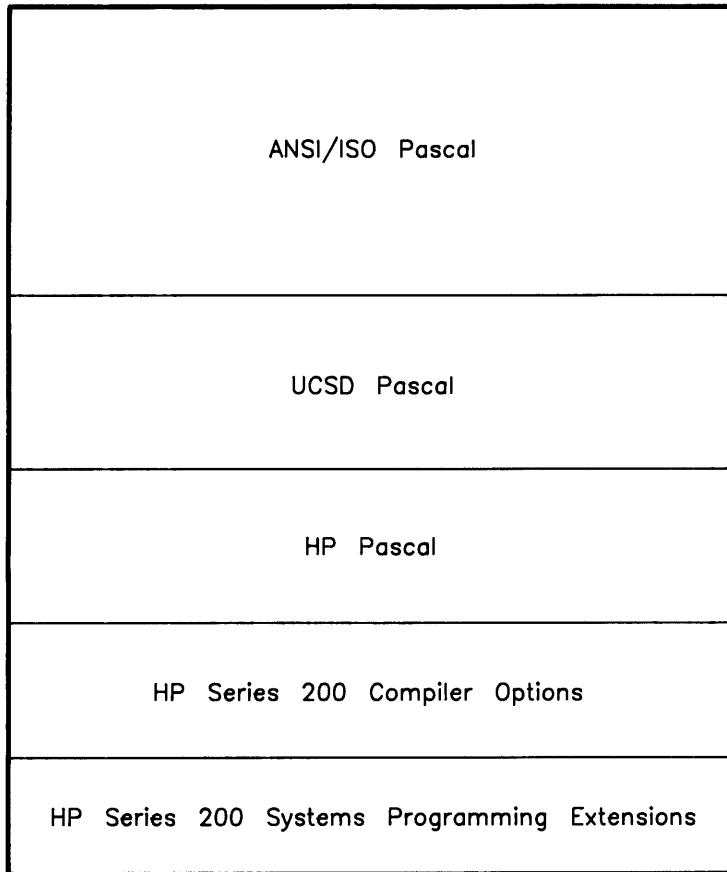 ANSI/ISO Pascal
UCSD Pascal
HP Pascal
HP Series 200 Compiler Options
HP Series 200 Systems Programming Extensions